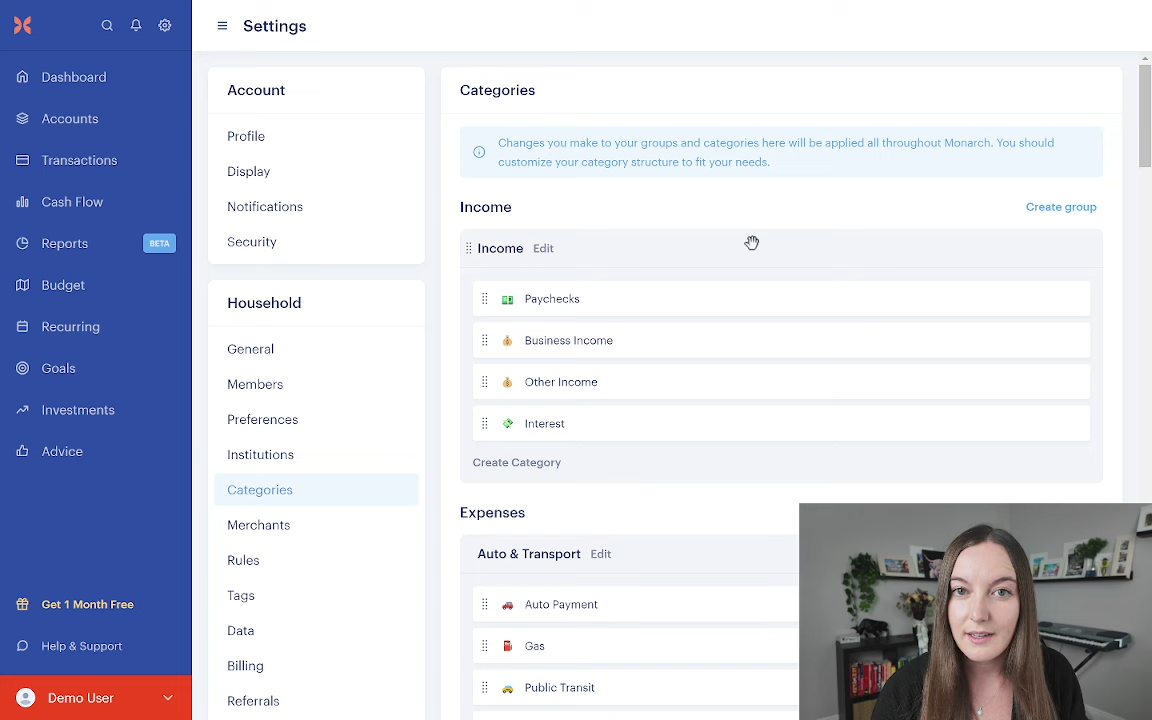 Settings
Dashboard
Accounts
Transactions
Cash Flow
Reports
BETA
Budget
Recurring
Goals
Investments
Advice
Get 1 Month Free
Help & Support
Demo User
Account
Profile
Display
Notifications
Security
Household
General
Members
Preferences
Institutions
Categories
Merchants
Rules
Tags
Data
Billing
Referrals
Categories
Changes you make to your groups and categories here will be applied all throughout Monarch. You should
customize your category structure to fit your needs.
Income
Create group
Income Edit
Paychecks
Business Income
Other Income
Interest
Create Category
Expenses
Auto & Transport Edit
Auto Payment
Gas
Public Transit